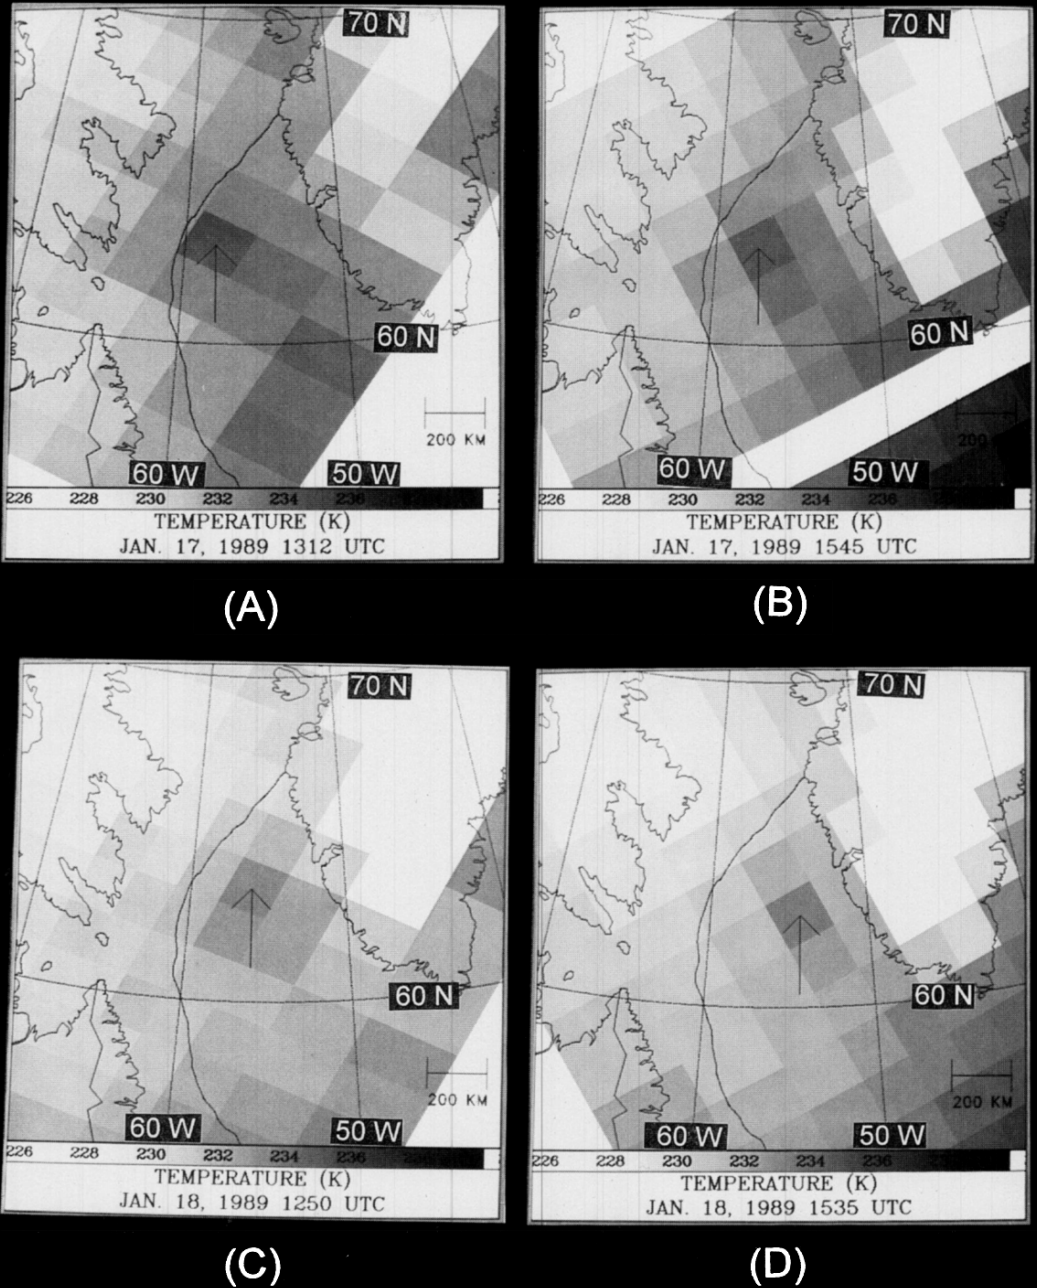 70 N
60 N
200 KM
60 W
50 W
226 228 230 232 234 236
TEMPERATURE (K)
JAN. 17, 1989 1312 UTC
(A)
70 N
60 N
200
60 W
50 W
226 228 230 232 234 236
TEMPERATURE (K)
JAN. 17, 1989 1545 UTC
(B)
70 N
60 N
200 KM
60 W
50 W
226 228 230 232 234 236
TEMPERATURE (K)
JAN. 18, 1989 1250 UTC
(C)
70 N
60 N
200 KM
60 W
50 W
226 228 230 232 234 236
TEMPERATURE (K)
JAN. 18, 1989 1535 UTC
(D)